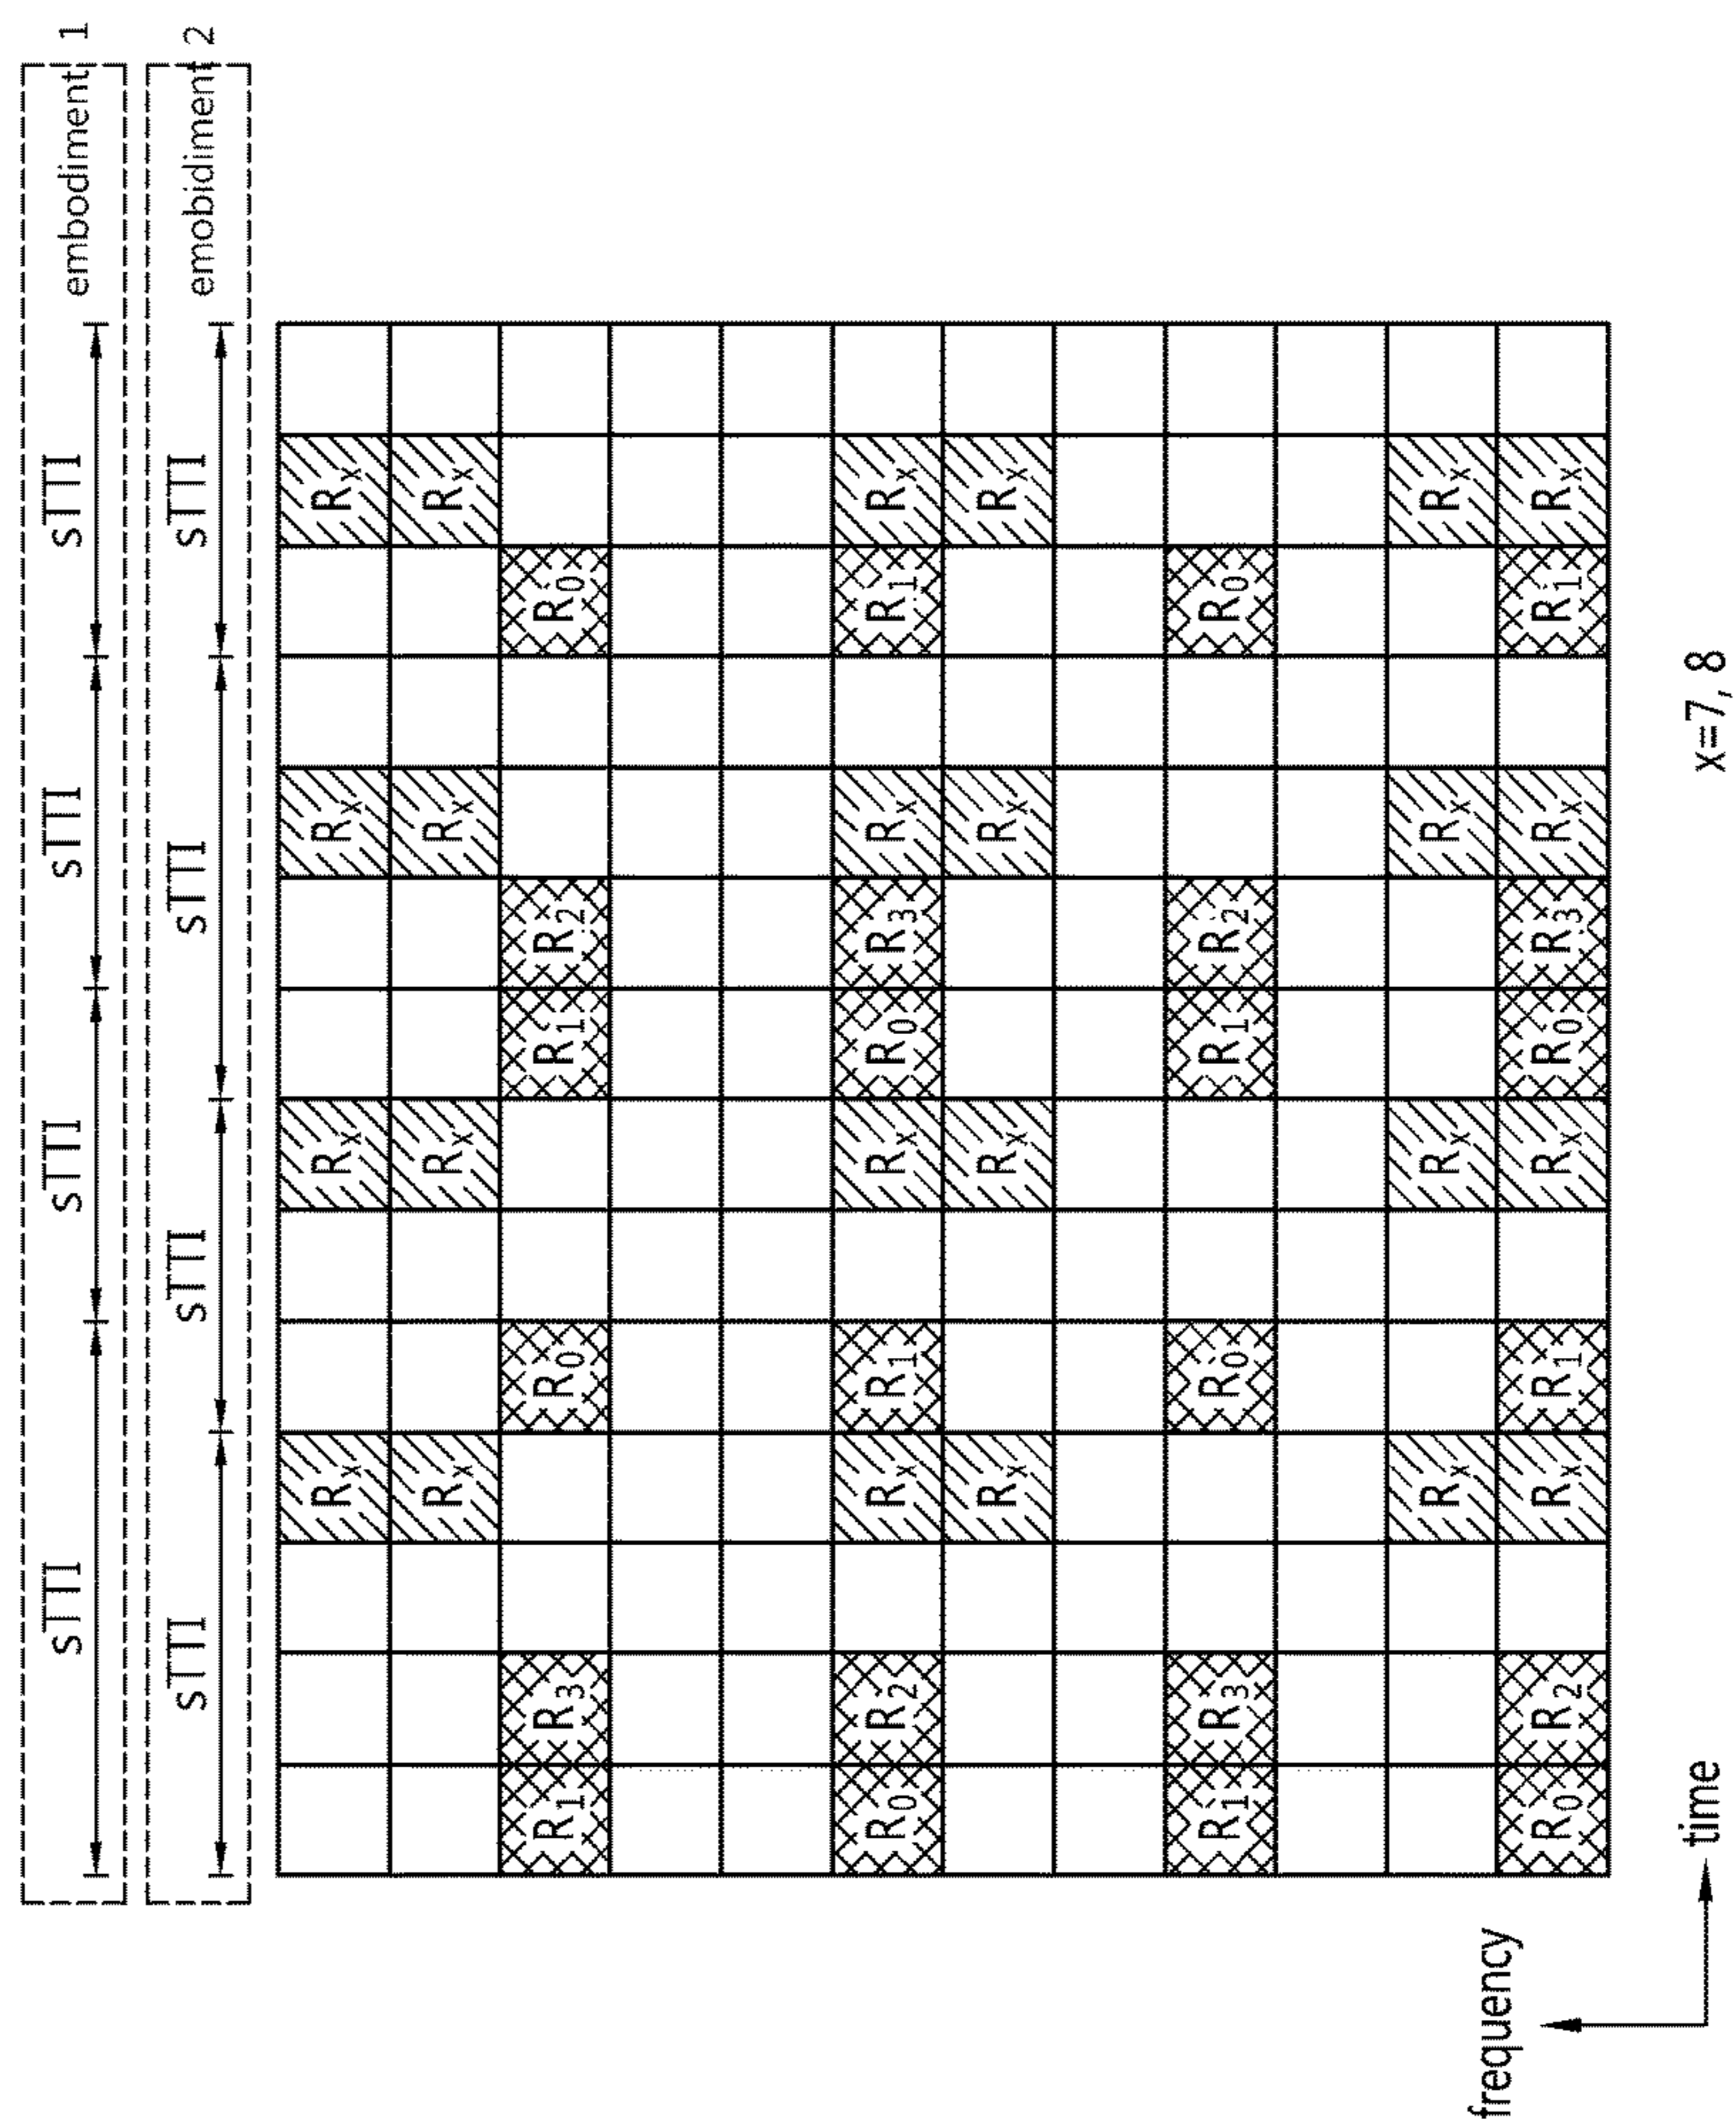 sTTI sTTI sTTI sTTI embodiment 1
sTTI sTTI sTTI sTTI emobidiment 2
Rx Rx Rx Rx
Rx Rx Rx Rx
R1 R3 R0 R1 R2 R0
R0 R2 Rx R1 Rx R0 R3 Rx R1 Rx
Rx Rx Rx Rx
R1 R3 R0 R1 R2 R0
Rx Rx Rx Rx
R0 R2 Rx R1 Rx R0 R3 Rx R1 Rx
frequency
time
x=7, 8